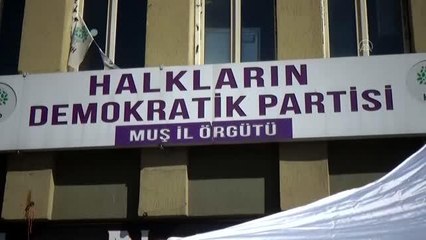 HALKLARIN
DEMOKRATİK PARTİSİ
MUŞ İL ÖRGÜTÜ